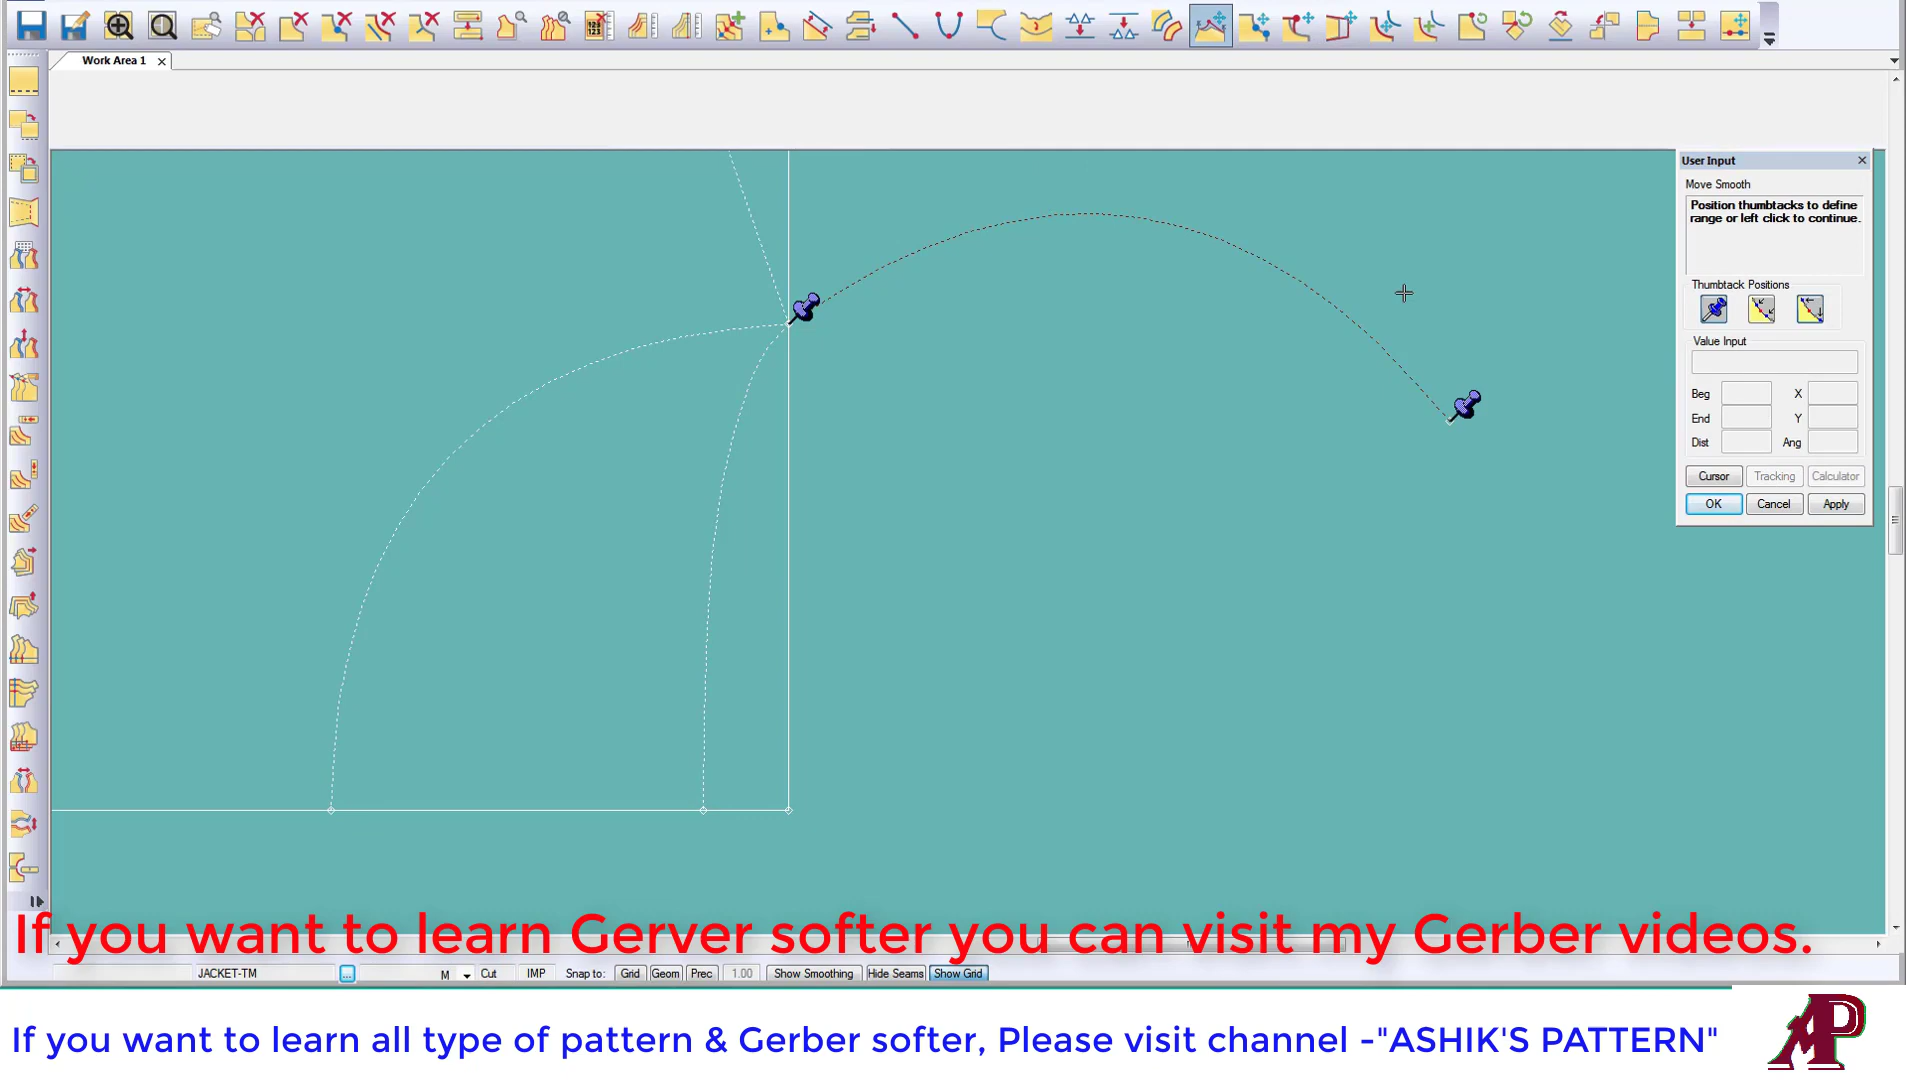 Work Area 1
User Input
Move Smooth
Position thumbtacks to define
range or left click to continue.
Thumbtack Positions
Value Input
Beg X
End Y
Dist Ang
Cursor Tracking Calculator
OK Cancel Apply
If you want to learn Gerver softer you can visit my Gerber videos.
JACKET-TM ... M Cut IMP Snap to: Grid Geom Prec 1.00 Show Smoothing Hide Seams Show Grid
If you want to learn all type of pattern & Gerber softer, Please visit channel -"ASHIK'S PATTERN"
AP